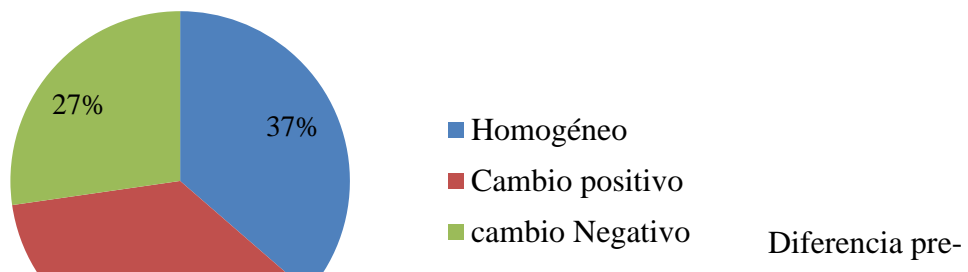 27%
37%
Homogéneo
Cambio positivo
cambio Negativo
Diferencia pre-